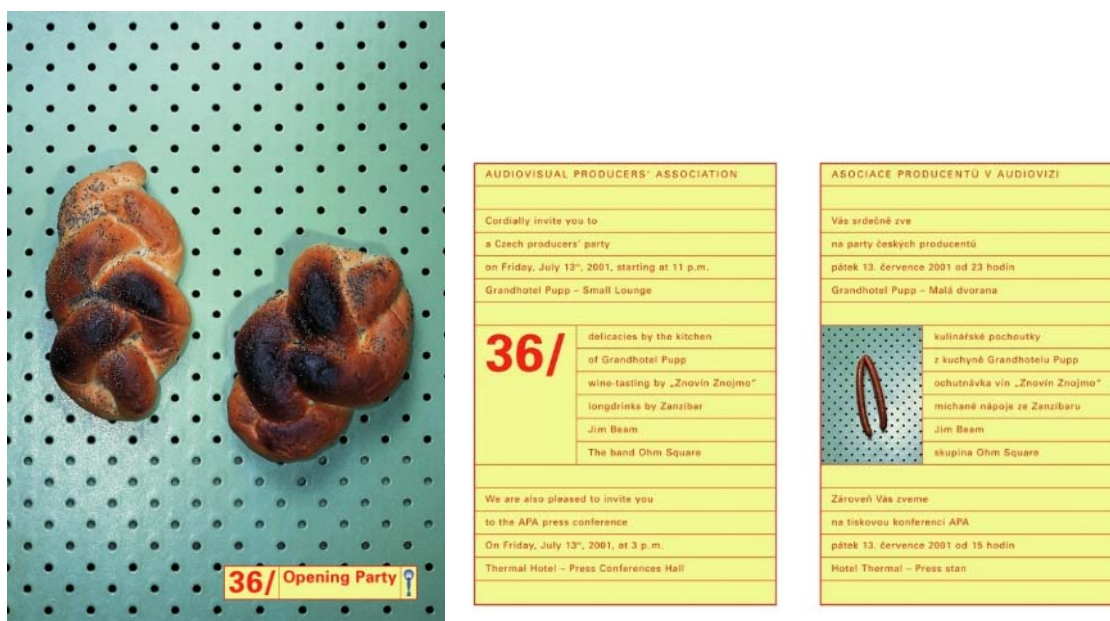 36/ Opening Party
AUDIOVISUAL PRODUCERS' ASSOCIATION
Cordially invite you to
a Czech producers' party
on Friday, July 13th, 2001, starting at 11 p.m.
Grandhotel Pupp – Small Lounge
36/
delicacies by the kitchen
of Grandhotel Pupp
wine-tasting by „Znovín Znojmo"
longdrinks by Zanzibar
Jim Beam
The band Ohm Square
We are also pleased to invite you
to the APA press conference
On Friday, July 13th, 2001, at 3 p.m.
Thermal Hotel – Press Conferences Hall
ASOCIACE PRODUCENTŮ V AUDIOVIZI
Vás srdečně zve
na party českých producentů
pátek 13. července 2001 od 23 hodin
Grandhotel Pupp – Malá dvorana
kulinářské pochoutky
z kuchyně Grandhotelu Pupp
ochutnávka vín „Znovín Znojmo"
míchané nápoje ze Zanzibaru
Jim Beam
skupina Ohm Square
Zároveň Vás zveme
na tiskovou konferenci APA
pátek 13. července 2001 od 15 hodin
Hotel Thermal – Press stan